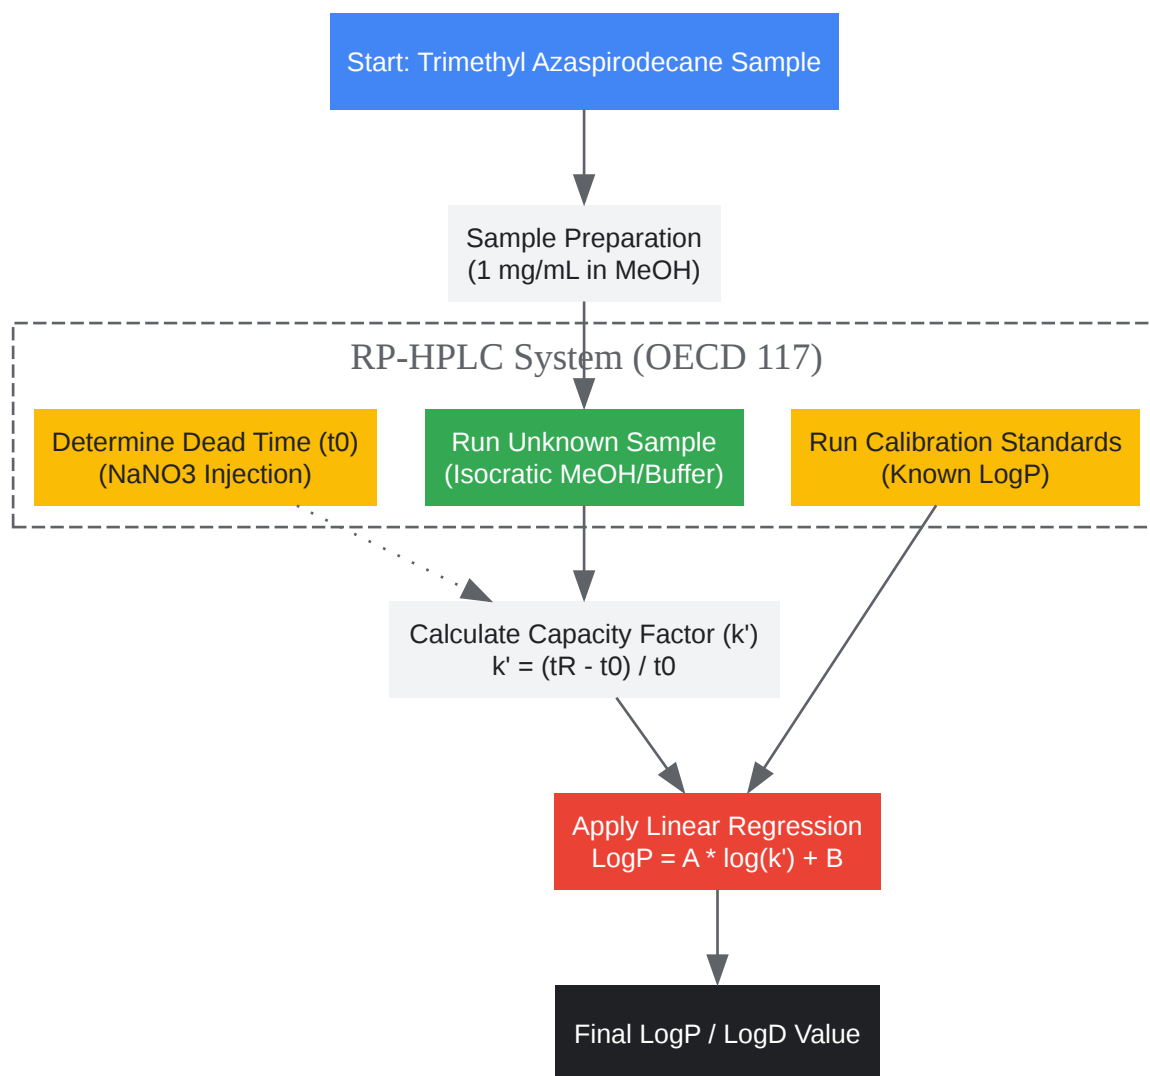 Start: Trimethyl Azaspirodecane Sample
Sample Preparation
(1 mg/mL in MeOH)
RP-HPLC System (OECD 117)
Determine Dead Time (t0)
(NaNO3 Injection)
Run Unknown Sample
(Isocratic MeOH/Buffer)
Run Calibration Standards
(Known LogP)
Calculate Capacity Factor (k')
k' = (tR - t0) / t0
Apply Linear Regression
LogP = A * log(k') + B
Final LogP / LogD Value